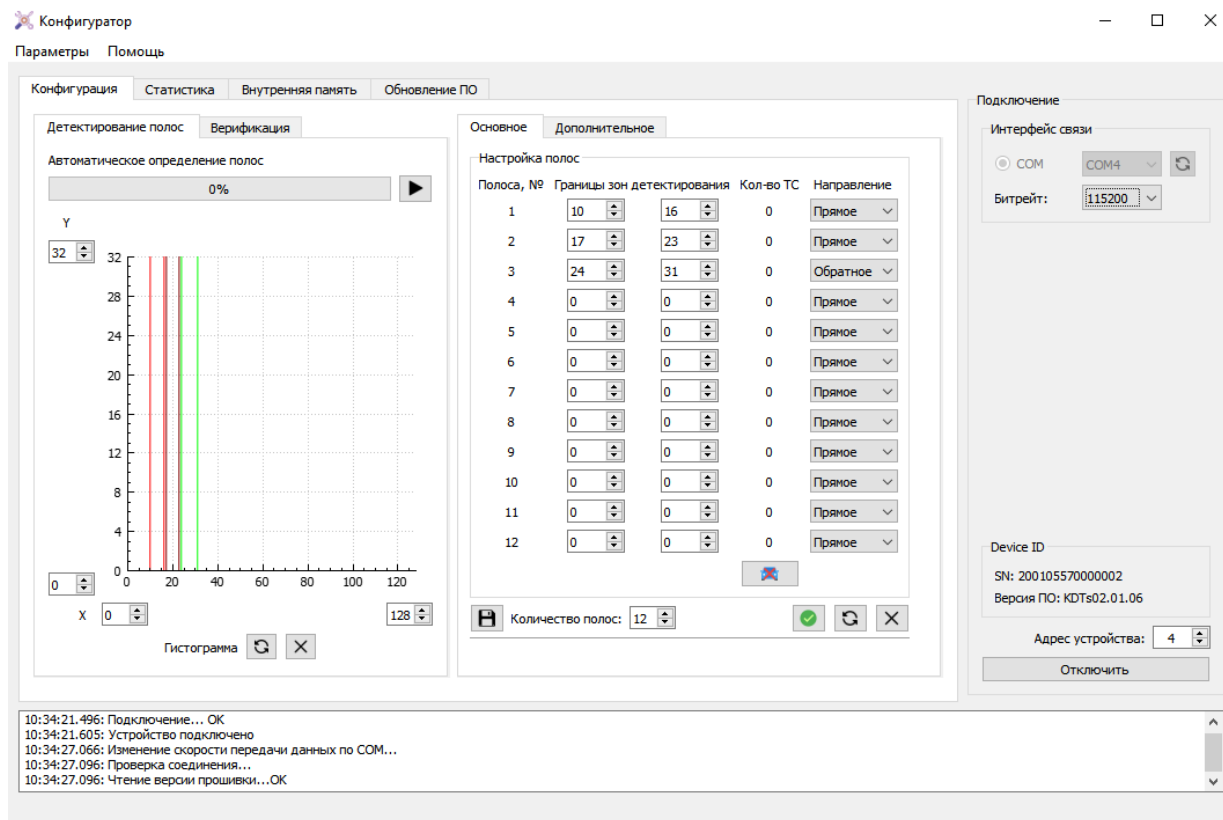 Конфигуратор
Параметры Помощь
Конфигурация Статистика Внутренняя память Обновление ПО
Детектирование полос Верификация
Автоматическое определение полос
0%
Y
32
32
28
24
20
16
12
8
4
0
0
0 20 40 60 80 100 120
X 0 128
Гистограмма
Основное Дополнительное
Настройка полос
Полоса, № Границы зон детектирования Кол-во ТС Направление
1 10 16 0 Прямое
2 17 23 0 Прямое
3 24 31 0 Обратное
4 0 0 0 Прямое
5 0 0 0 Прямое
6 0 0 0 Прямое
7 0 0 0 Прямое
8 0 0 0 Прямое
9 0 0 0 Прямое
10 0 0 0 Прямое
11 0 0 0 Прямое
12 0 0 0 Прямое
Количество полос: 12
Подключение
Интерфейс связи
COM COM4
Битрейт: 115200
Device ID
SN: 200105570000002
Версия ПО: KDTs02.01.06
Адрес устройства: 4
Отключить
10:34:21.496: Подключение... OK
10:34:21.605: Устройство подключено
10:34:27.066: Изменение скорости передачи данных по COM...
10:34:27.096: Проверка соединения...
10:34:27.096: Чтение версии прошивки...OK